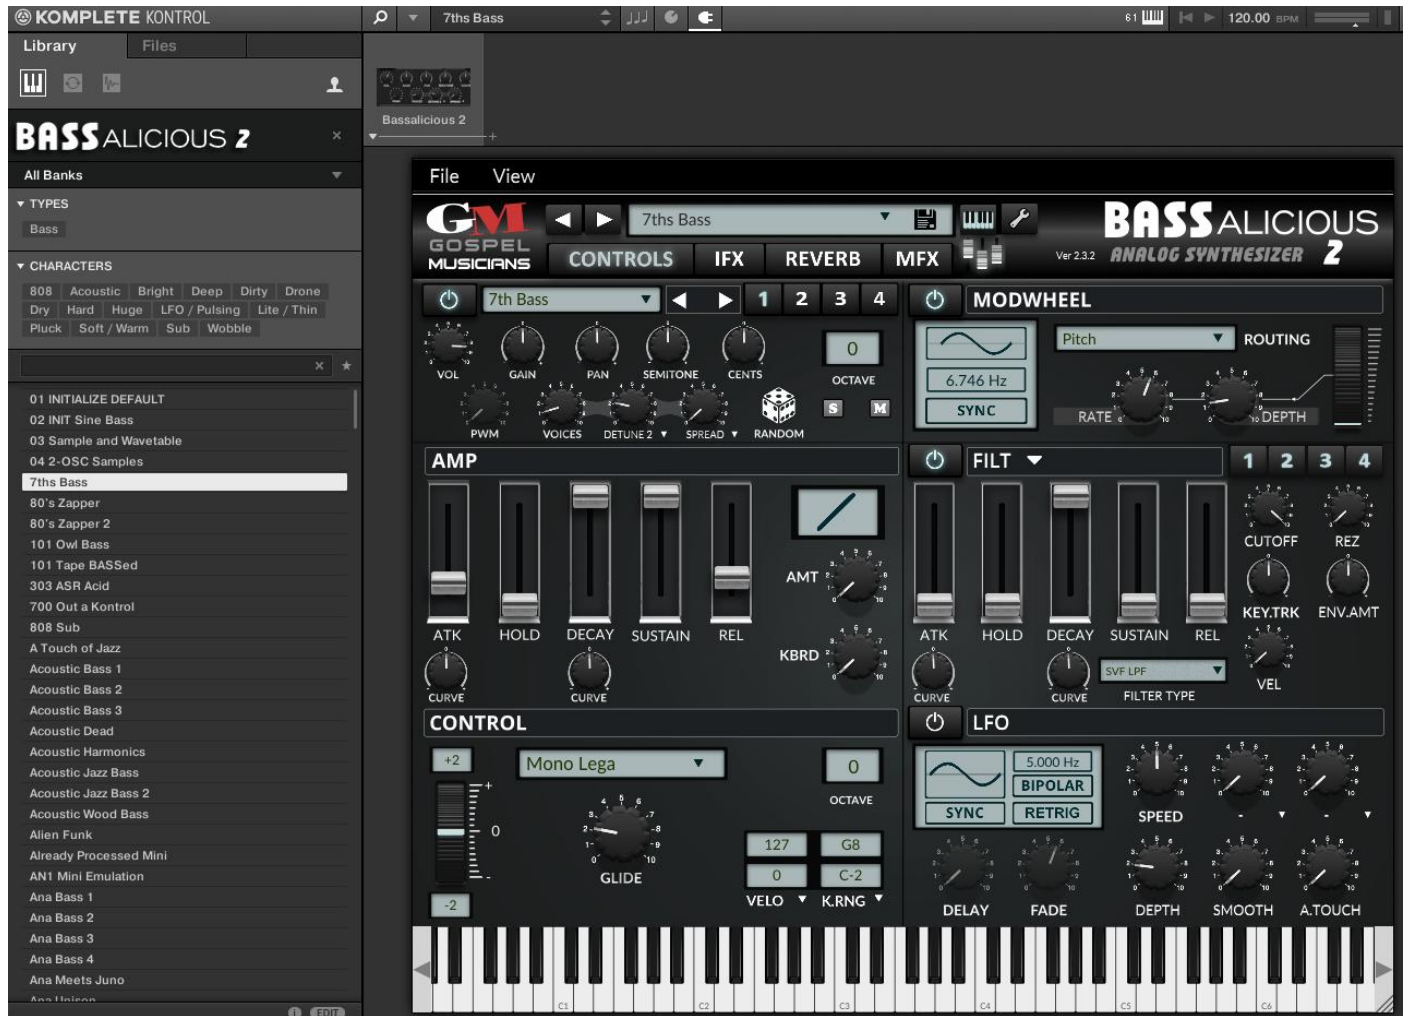 KOMPLETE KONTROL
7ths Bass
61
120.00 BPM
Library Files
Bassalicious 2
BASSALICIOUS 2
All Banks
TYPES
Bass
CHARACTERS
808 Acoustic Bright Deep Dirty Drone
Dry Hard Huge LFO / Pulsing Lite / Thin
Pluck Soft / Warm Sub Wobble
01 INITIALIZE DEFAULT
02 INIT Sine Bass
03 Sample and Wavetable
04 2-OSC Samples
7ths Bass
80's Zapper
80's Zapper 2
101 Owl Bass
101 Tape BASSed
303 ASR Acid
700 Out a Kontrol
808 Sub
A Touch of Jazz
Acoustic Bass 1
Acoustic Bass 2
Acoustic Bass 3
Acoustic Dead
Acoustic Harmonics
Acoustic Jazz Bass
Acoustic Jazz Bass 2
Acoustic Wood Bass
Alien Funk
Already Processed Mini
AN1 Mini Emulation
Ana Bass 1
Ana Bass 2
Ana Bass 3
Ana Bass 4
Ana Meets Juno
Ana Unison
EDIT
File View
GM
GOSPEL
MUSICIANS
7ths Bass
CONTROLS IFX REVERB MFX
BASSALICIOUS
Ver 2.3.2 ANALOG SYNTHESIZER 2
7th Bass 1 2 3 4
VOL GAIN PAN SEMITONE CENTS
0
OCTAVE
S M
PWM VOICES DETUNE 2 SPREAD RANDOM
MODWHEEL
Pitch ROUTING
6.746 Hz
SYNC
RATE DEPTH
AMP
AMT
KBRD
ATK HOLD DECAY SUSTAIN REL
CURVE CURVE
FILT 1 2 3 4
CUTOFF REZ
KEY.TRK ENV.AMT
VEL
ATK HOLD DECAY SUSTAIN REL
CURVE CURVE
SVF LPF
FILTER TYPE
CONTROL
+2
Mono Lega
0
OCTAVE
+
0
-
-2
GLIDE
127 G8
0 C-2
VELO K.RNG
LFO
5.000 Hz
BIPOLAR
SYNC RETRIG
SPEED - -
DELAY FADE DEPTH SMOOTH A.TOUCH
C1 C2 C3 C4 C5 C6